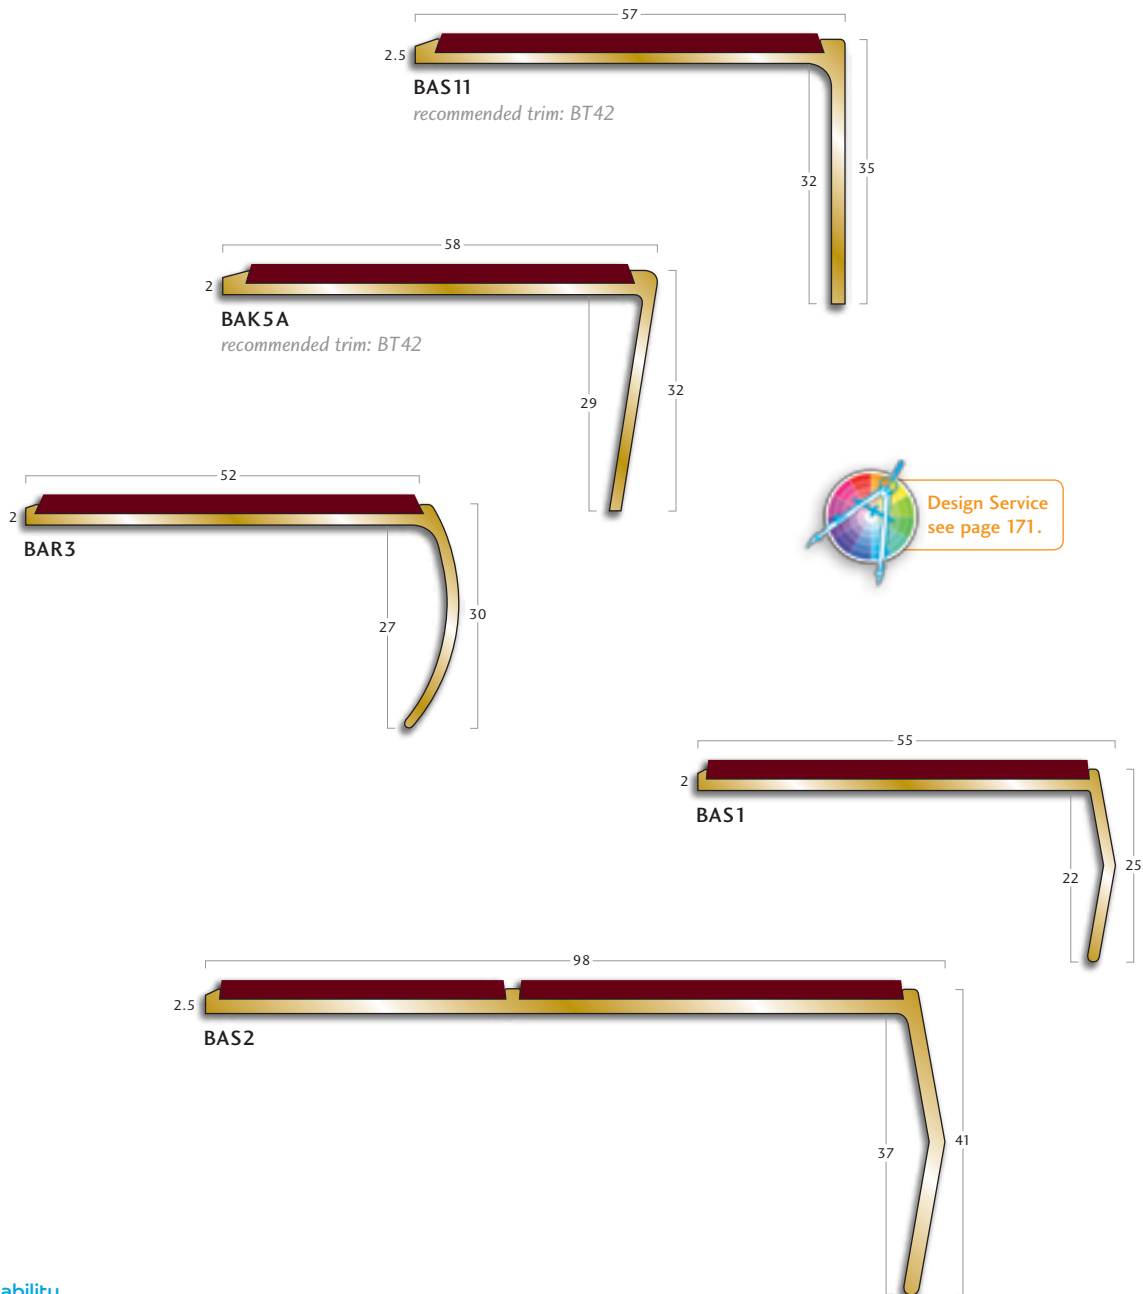 57
2.5
BAS11
recommended trim: BT42
32
35
58
2
BAK5A
recommended trim: BT42
29
32
52
2
BAR3
27
30
Design Service
see page 171.
55
2
BAS1
22
25
98
2.5
BAS2
37
41
ability